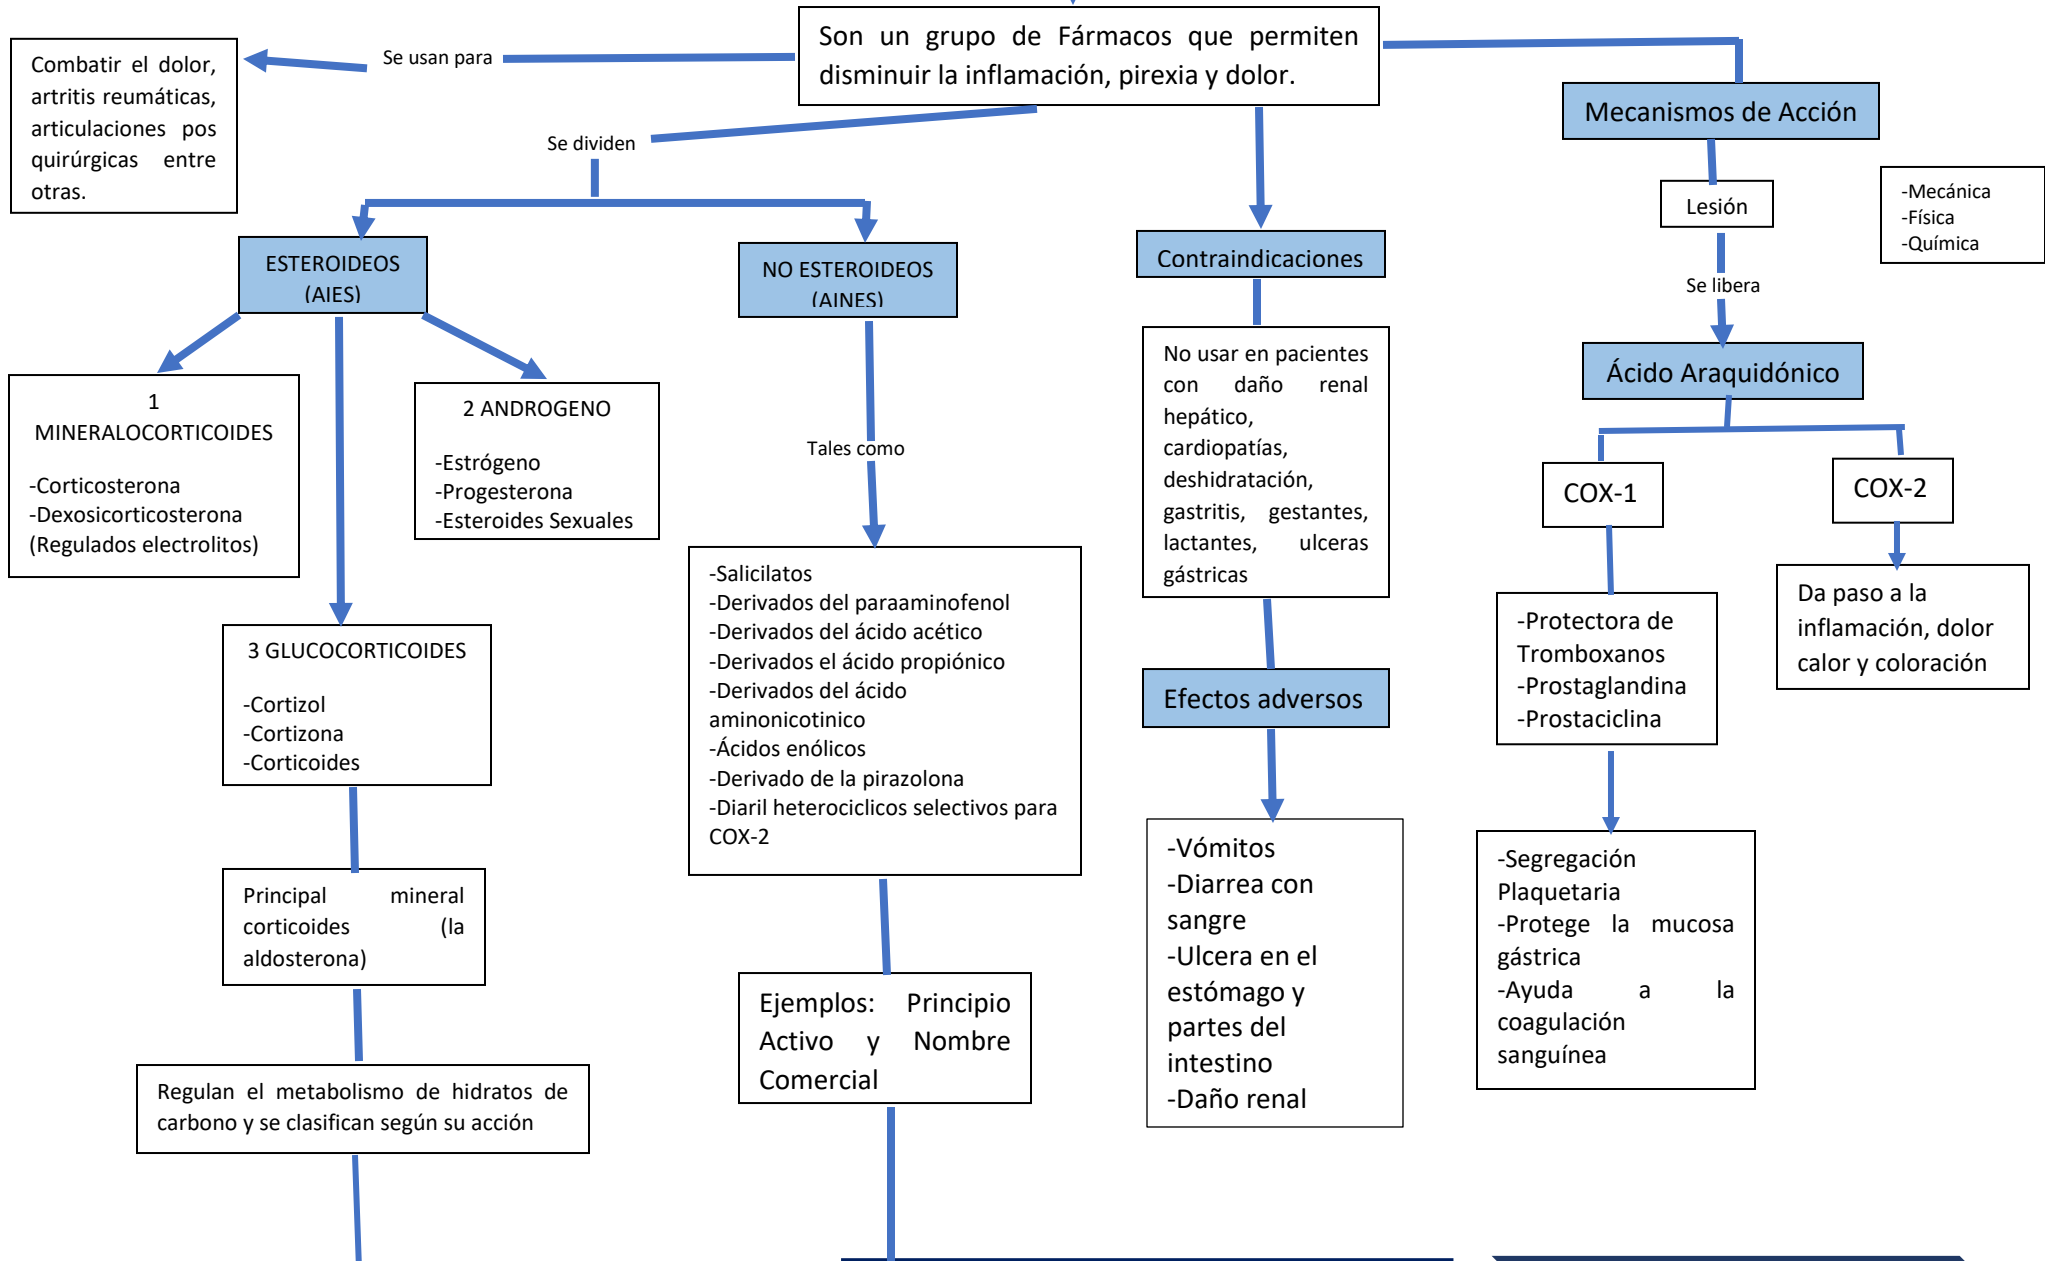 Son un grupo de Fármacos que permiten
disminuir la inflamación, pirexia y dolor.
Se usan para
Combatir el dolor,
artritis reumáticas,
articulaciones pos
quirúrgicas entre
otras.
Se dividen
ESTEROIDEOS
(AIES)
1
MINERALOCORTICOIDES
-Corticosterona
-Dexosicorticosterona
(Regulados electrolitos)
2 ANDROGENO
-Estrógeno
-Progesterona
-Esteroides Sexuales
3 GLUCOCORTICOIDES
-Cortizol
-Cortizona
-Corticoides
Principal mineral
corticoides (la
aldosterona)
Regulan el metabolismo de hidratos de
carbono y se clasifican según su acción
NO ESTEROIDEOS
(AINES)
Tales como
-Salicilatos
-Derivados del paraaminofenol
-Derivados del ácido acético
-Derivados el ácido propiónico
-Derivados del ácido
aminonicotinico
-Ácidos enólicos
-Derivado de la pirazolona
-Diaril heterociclicos selectivos para
COX-2
Ejemplos: Principio
Activo y Nombre
Comercial
Contraindicaciones
No usar en pacientes
con daño renal
hepático,
cardiopatías,
deshidratación,
gastritis, gestantes,
lactantes, ulceras
gástricas
Efectos adversos
-Vómitos
-Diarrea con
sangre
-Ulcera en el
estómago y
partes del
intestino
-Daño renal
Mecanismos de Acción
Lesión
-Mecánica
-Física
-Química
Se libera
Ácido Araquidónico
COX-1
-Protectora de
Tromboxanos
-Prostaglandina
-Prostaciclina
-Segregación
Plaquetaria
-Protege la mucosa
gástrica
-Ayuda a la
coagulación
sanguínea
COX-2
Da paso a la
inflamación, dolor
calor y coloración